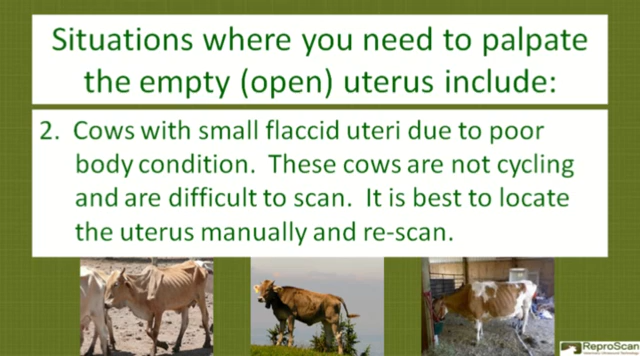 Situations where you need to palpate
the empty (open) uterus include:
2. Cows with small flaccid uteri due to poor
body condition. These cows are not cycling
and are difficult to scan. It is best to locate
the uterus manually and re-scan.
ReproScan